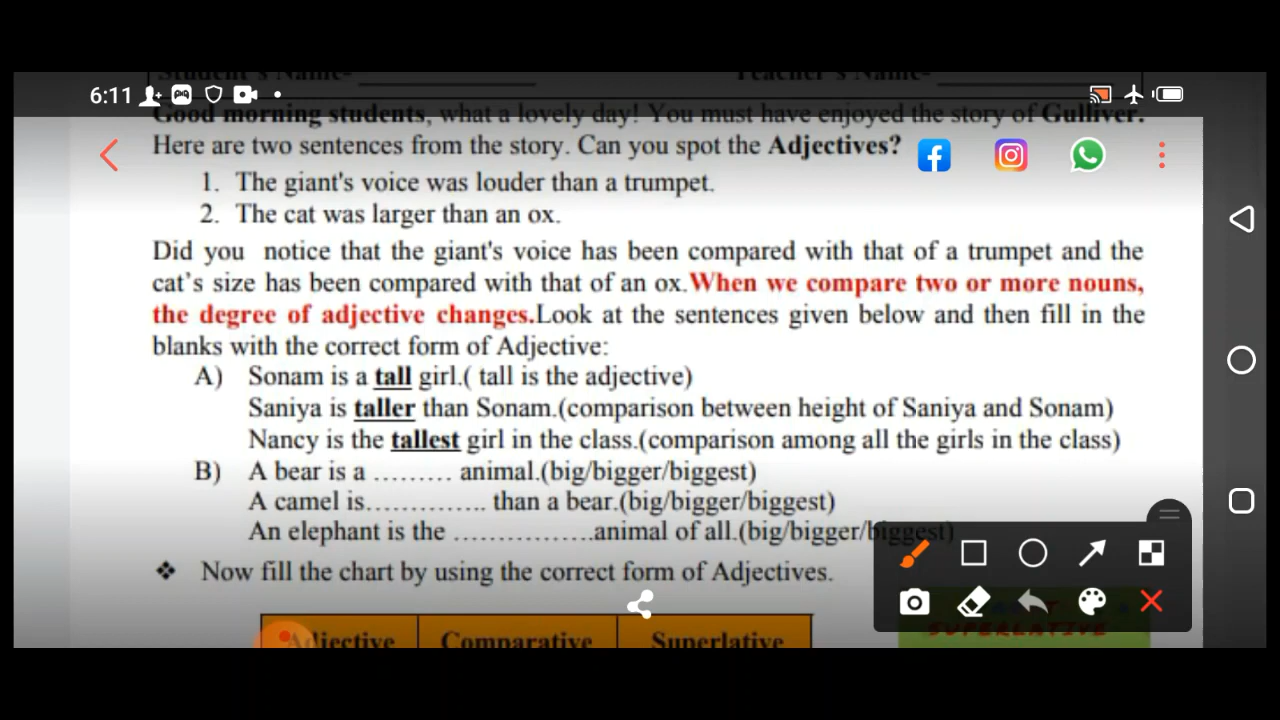 Student's Name- Teacher's Name-
6:11
Good morning students, what a lovely day! You must have enjoyed the story of Gulliver.
Here are two sentences from the story. Can you spot the Adjectives?
1. The giant's voice was louder than a trumpet.
2. The cat was larger than an ox.
Did you notice that the giant's voice has been compared with that of a trumpet and the
cat's size has been compared with that of an ox.When we compare two or more nouns,
the degree of adjective changes.Look at the sentences given below and then fill in the
blanks with the correct form of Adjective:
A) Sonam is a tall girl.( tall is the adjective)
Saniya is taller than Sonam.(comparison between height of Saniya and Sonam)
Nancy is the tallest girl in the class.(comparison among all the girls in the class)
B) A bear is a ……… animal.(big/bigger/biggest)
A camel is………….. than a bear.(big/bigger/biggest)
An elephant is the …………….animal of all.(big/bigger/biggest)
❖ Now fill the chart by using the correct form of Adjectives.
Adjective Comparative Superlative
SUPERLATIVE